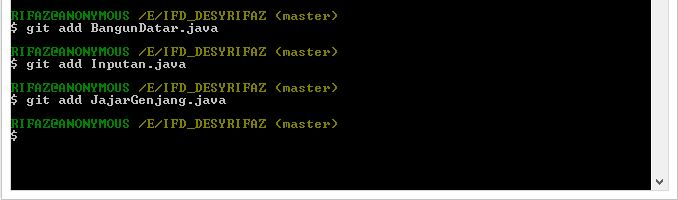 RIFAZ@ANONYMOUS /E/IFD_DESYRIFAZ (master)
$ git add BangunDatar.java
RIFAZ@ANONYMOUS /E/IFD_DESYRIFAZ (master)
$ git add Inputan.java
RIFAZ@ANONYMOUS /E/IFD_DESYRIFAZ (master)
$ git add JajarGenjang.java
RIFAZ@ANONYMOUS /E/IFD_DESYRIFAZ (master)
$